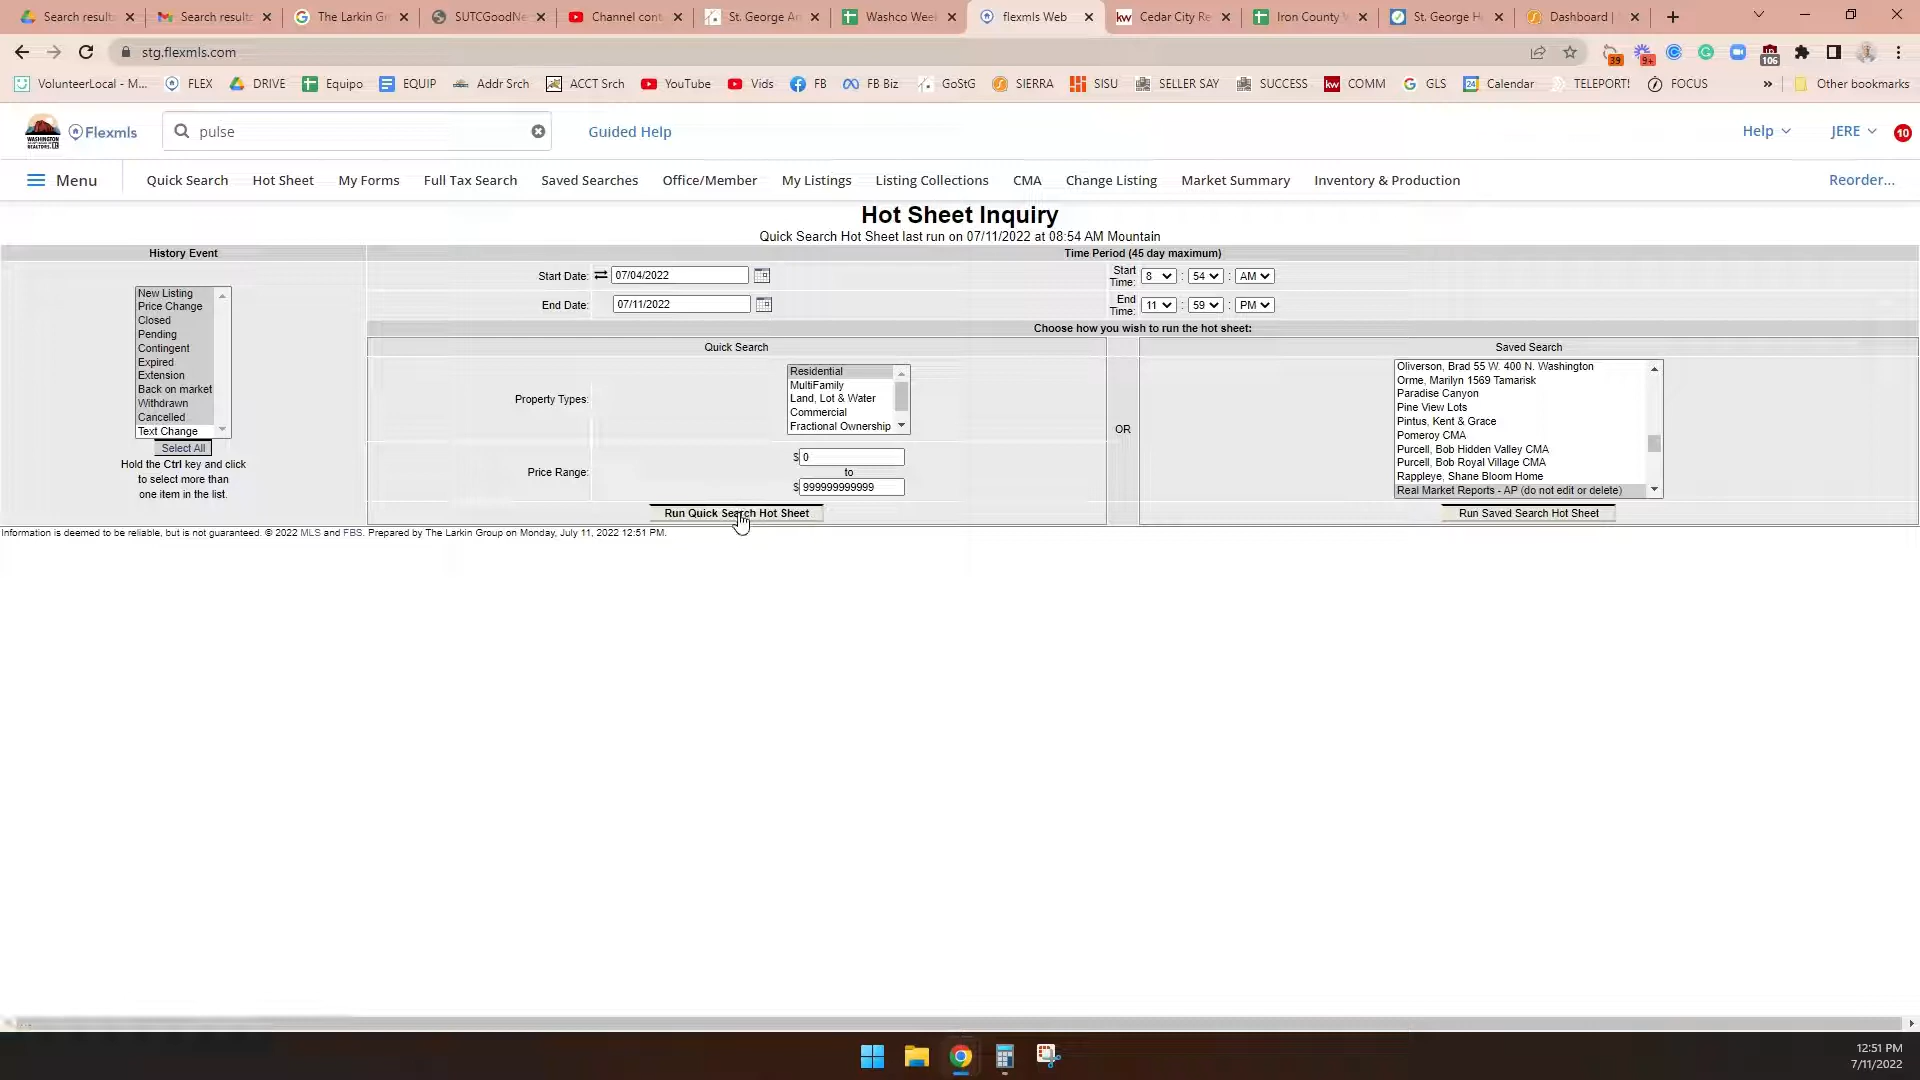 Search result
Search result
The Larkin Gr
SUTCGoodNe
Channel cont
St. George Ar
Washco Wee
flexmls Web
Cedar City Re
Iron County
St. George H
Dashboard |
stg.flexmls.com
39
9+
106
VolunteerLocal - M...
FLEX
DRIVE
Equipo
EQUIP
Addr Srch
ACCT Srch
YouTube
Vids
FB
FB Biz
GoStG
SIERRA
SISU
SELLER SAY
SUCCESS
kw COMM
GLS
Calendar
TELEPORT!
FOCUS
»
Other bookmarks
Flexmls
pulse
Guided Help
Help
JERE
10
Menu
Quick Search
Hot Sheet
My Forms
Full Tax Search
Saved Searches
Office/Member
My Listings
Listing Collections
CMA
Change Listing
Market Summary
Inventory & Production
Reorder...
Hot Sheet Inquiry
Quick Search Hot Sheet last run on 07/11/2022 at 08:54 AM Mountain
History Event
Time Period (45 day maximum)
New Listing
Price Change
Closed
Pending
Contingent
Expired
Extension
Back on market
Withdrawn
Cancelled
Text Change
Select All
Hold the Ctrl key and click
to select more than
one item in the list.
Start Date: 07/04/2022
Start
Time: 8 : 54 : AM
End Date: 07/11/2022
End
Time: 11 : 59 : PM
Choose how you wish to run the hot sheet:
Quick Search
Property Types:
Residential
MultiFamily
Land, Lot & Water
Commercial
Fractional Ownership
Price Range:
$ 0
to
$ 999999999999
Run Quick Search Hot Sheet
OR
Saved Search
Oliverson, Brad 55 W. 400 N. Washington
Orme, Marilyn 1569 Tamarisk
Paradise Canyon
Pine View Lots
Pintus, Kent & Grace
Pomeroy CMA
Purcell, Bob Hidden Valley CMA
Purcell, Bob Royal Village CMA
Rappleye, Shane Bloom Home
Real Market Reports - AP (do not edit or delete)
Run Saved Search Hot Sheet
Information is deemed to be reliable, but is not guaranteed. © 2022 MLS and FBS. Prepared by The Larkin Group on Monday, July 11, 2022 12:51 PM.
12:51 PM
7/11/2022